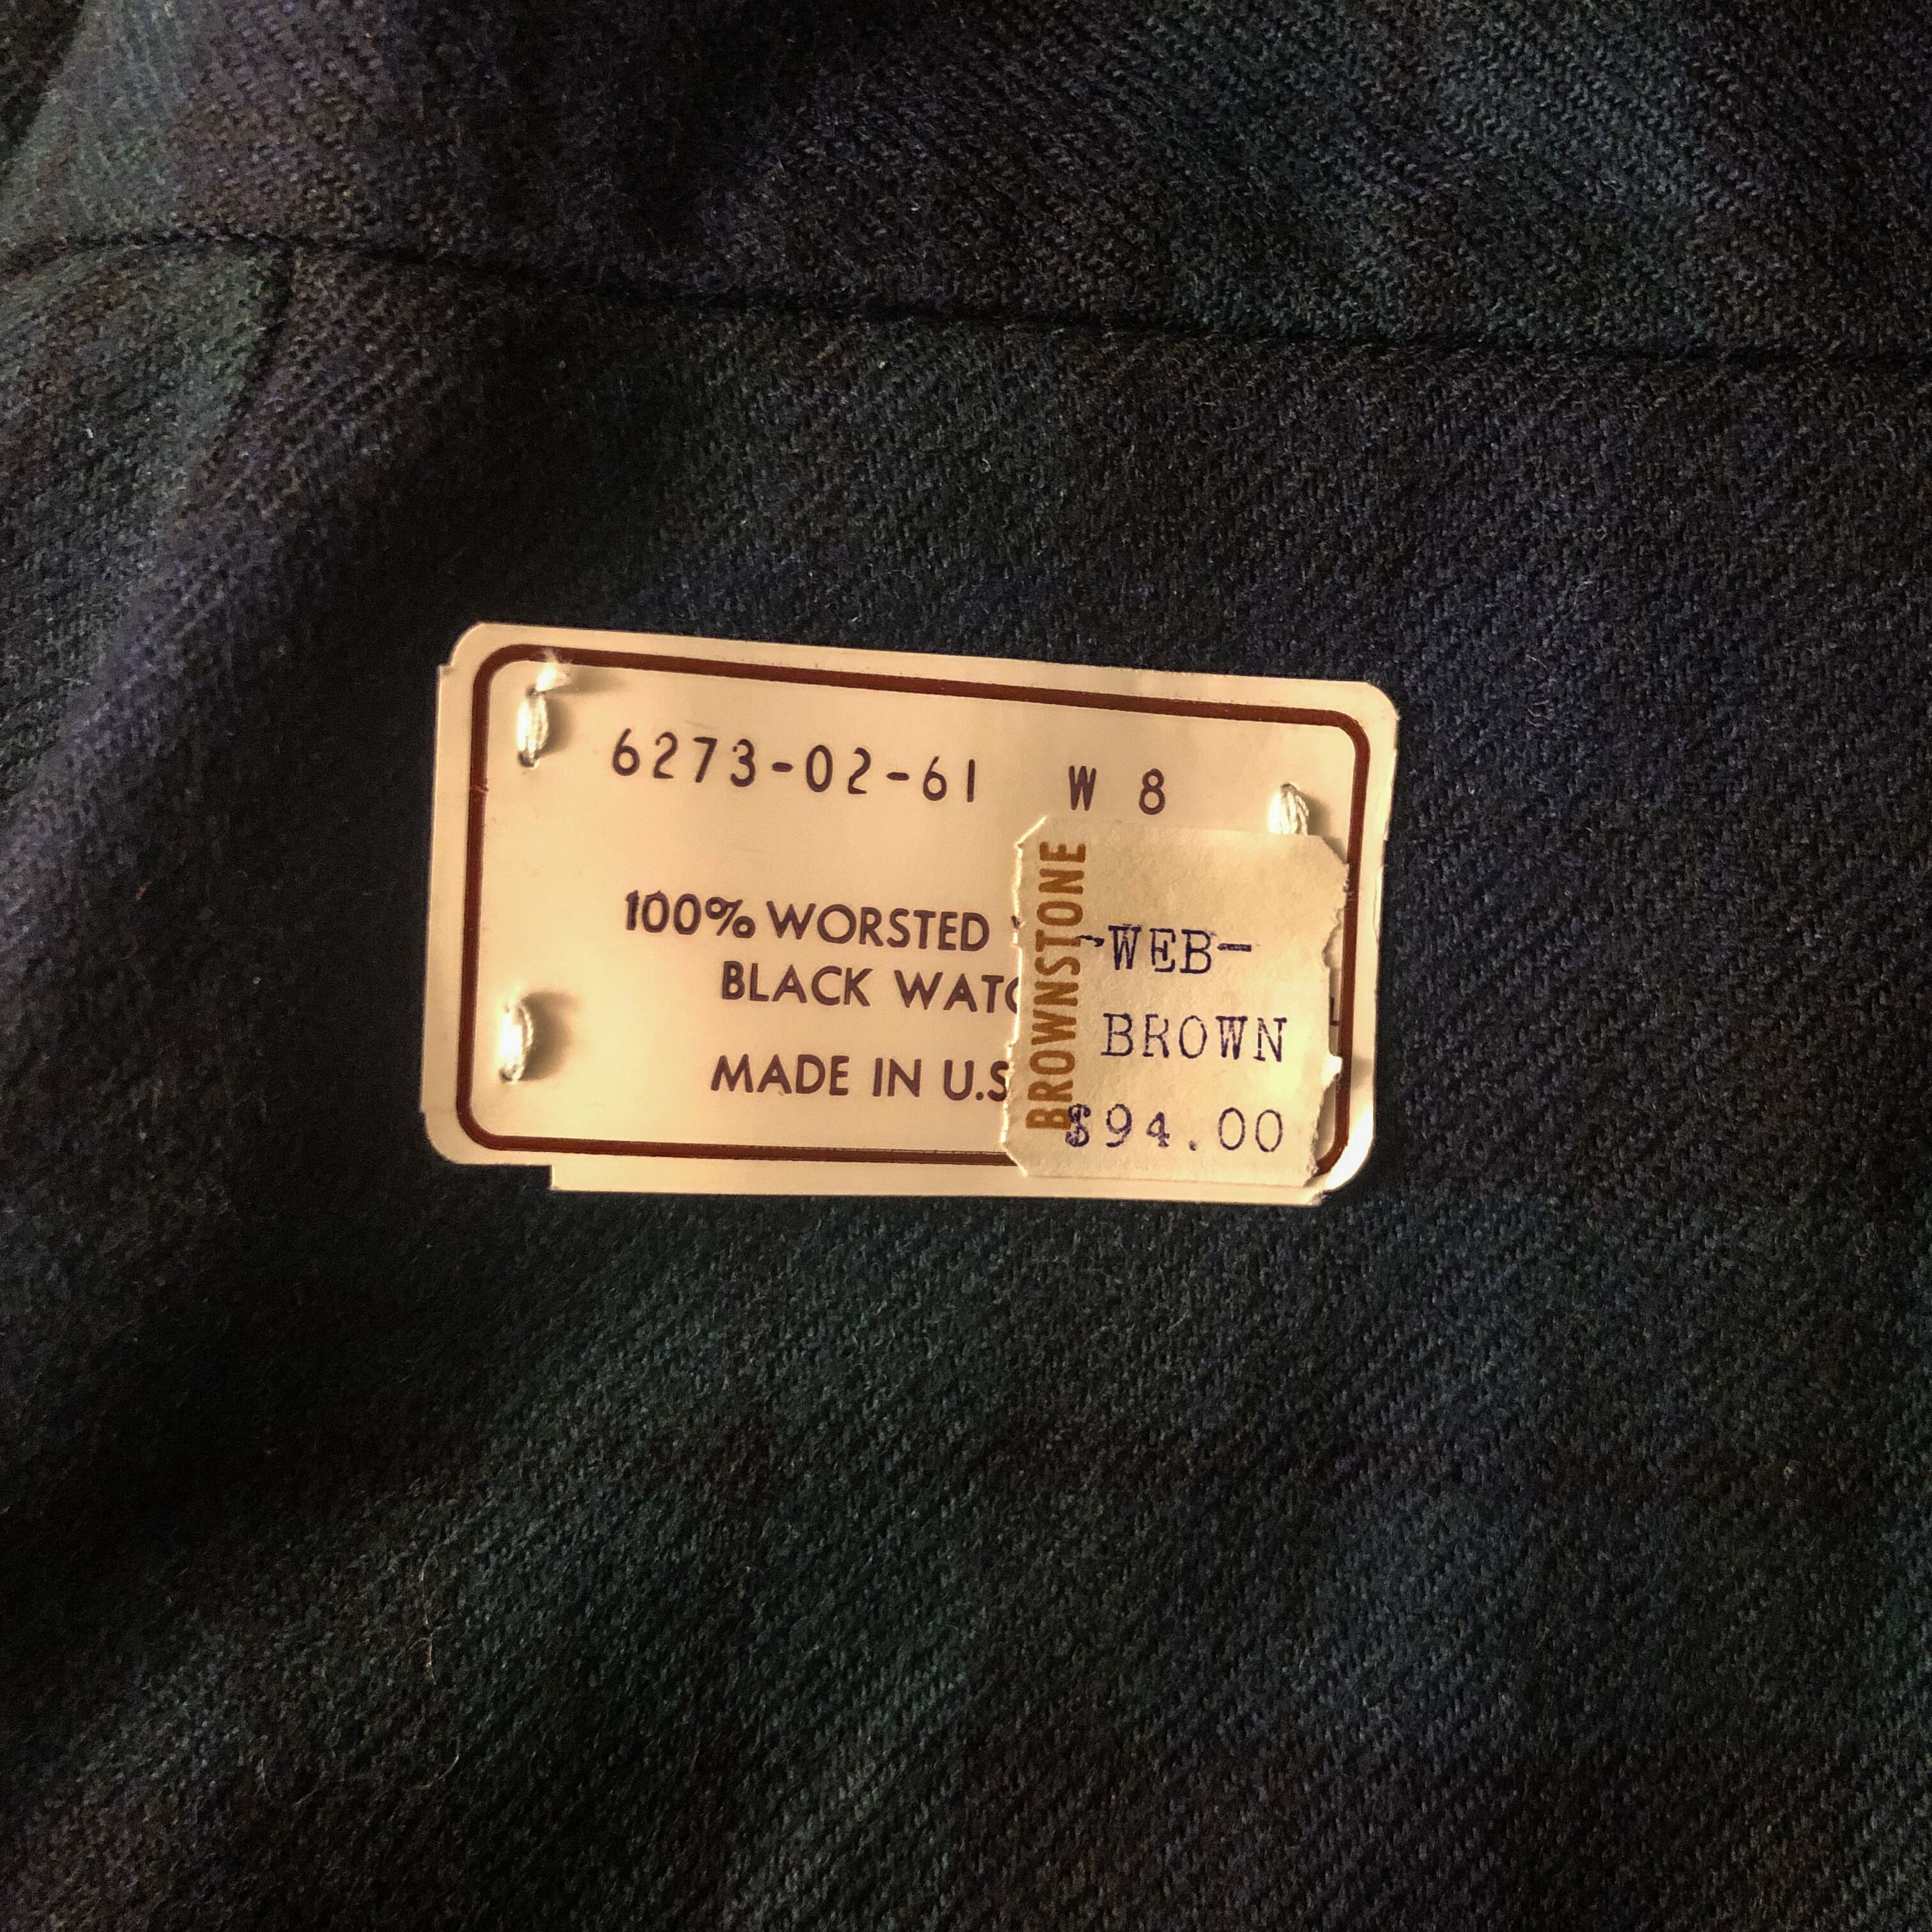 6273-02-61 W 8
100% WORSTED
BLACK WATC
MADE IN U.S
BROWNSTONE
-WEB-
BROWN
$94.00